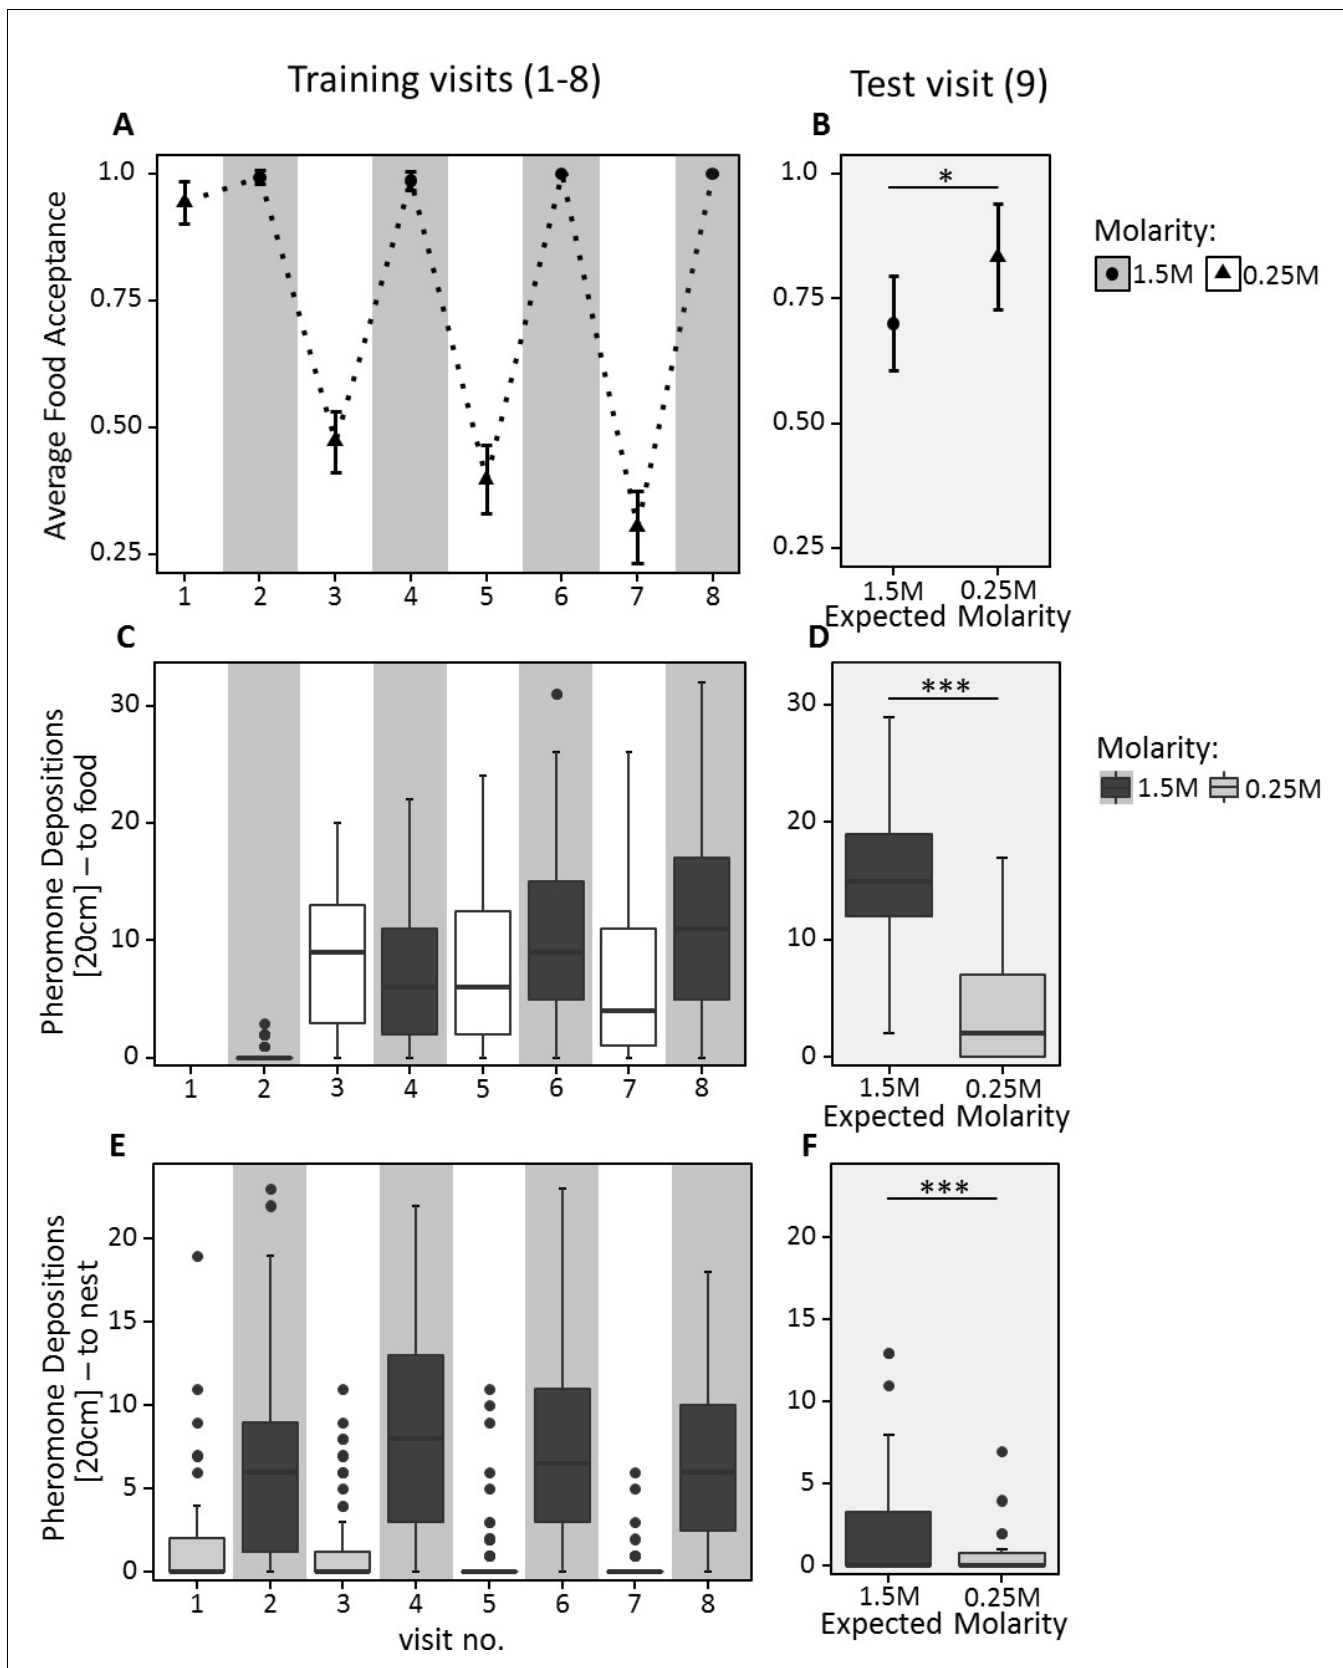 Training visits (1-8)
Test visit (9)
A
Average Food Acceptance
1.0
0.75
0.50
0.25
1 2 3 4 5 6 7 8
B
*
1.0
0.75
0.50
0.25
1.5M 0.25M
Expected Molarity
Molarity:
1.5M 0.25M
C
Pheromone Depositions
[20cm] – to food
30
20
10
0
1 2 3 4 5 6 7 8
D
***
30
20
10
0
1.5M 0.25M
Expected Molarity
Molarity:
1.5M 0.25M
E
Pheromone Depositions
[20cm] – to nest
20
15
10
5
0
1 2 3 4 5 6 7 8
visit no.
F
***
20
15
10
5
0
1.5M 0.25M
Expected Molarity